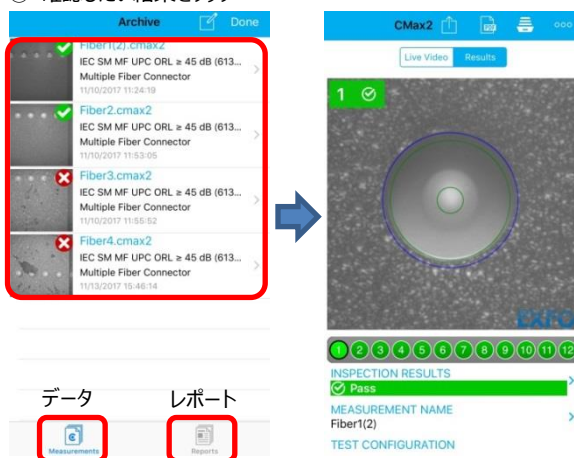 Archive
Done
Fiber1(2).cmax2
IEC SM MF UPC ORL ≥ 45 dB (613...
Multiple Fiber Connector
11/10/2017 11:24:19
Fiber2.cmax2
IEC SM MF UPC ORL ≥ 45 dB (613...
Multiple Fiber Connector
11/10/2017 11:53:05
Fiber3.cmax2
IEC SM MF UPC ORL ≥ 45 dB (613...
Multiple Fiber Connector
11/10/2017 11:55:52
Fiber4.cmax2
IEC SM MF UPC ORL ≥ 45 dB (613...
Multiple Fiber Connector
11/13/2017 15:46:14
データ
レポート
Measurements
Reports
CMax2
Live Video
Results
1
EXFO
1 2 3 4 5 6 7 8 9 10 11 12
INSPECTION RESULTS
Pass
MEASUREMENT NAME
Fiber1(2)
TEST CONFIGURATION